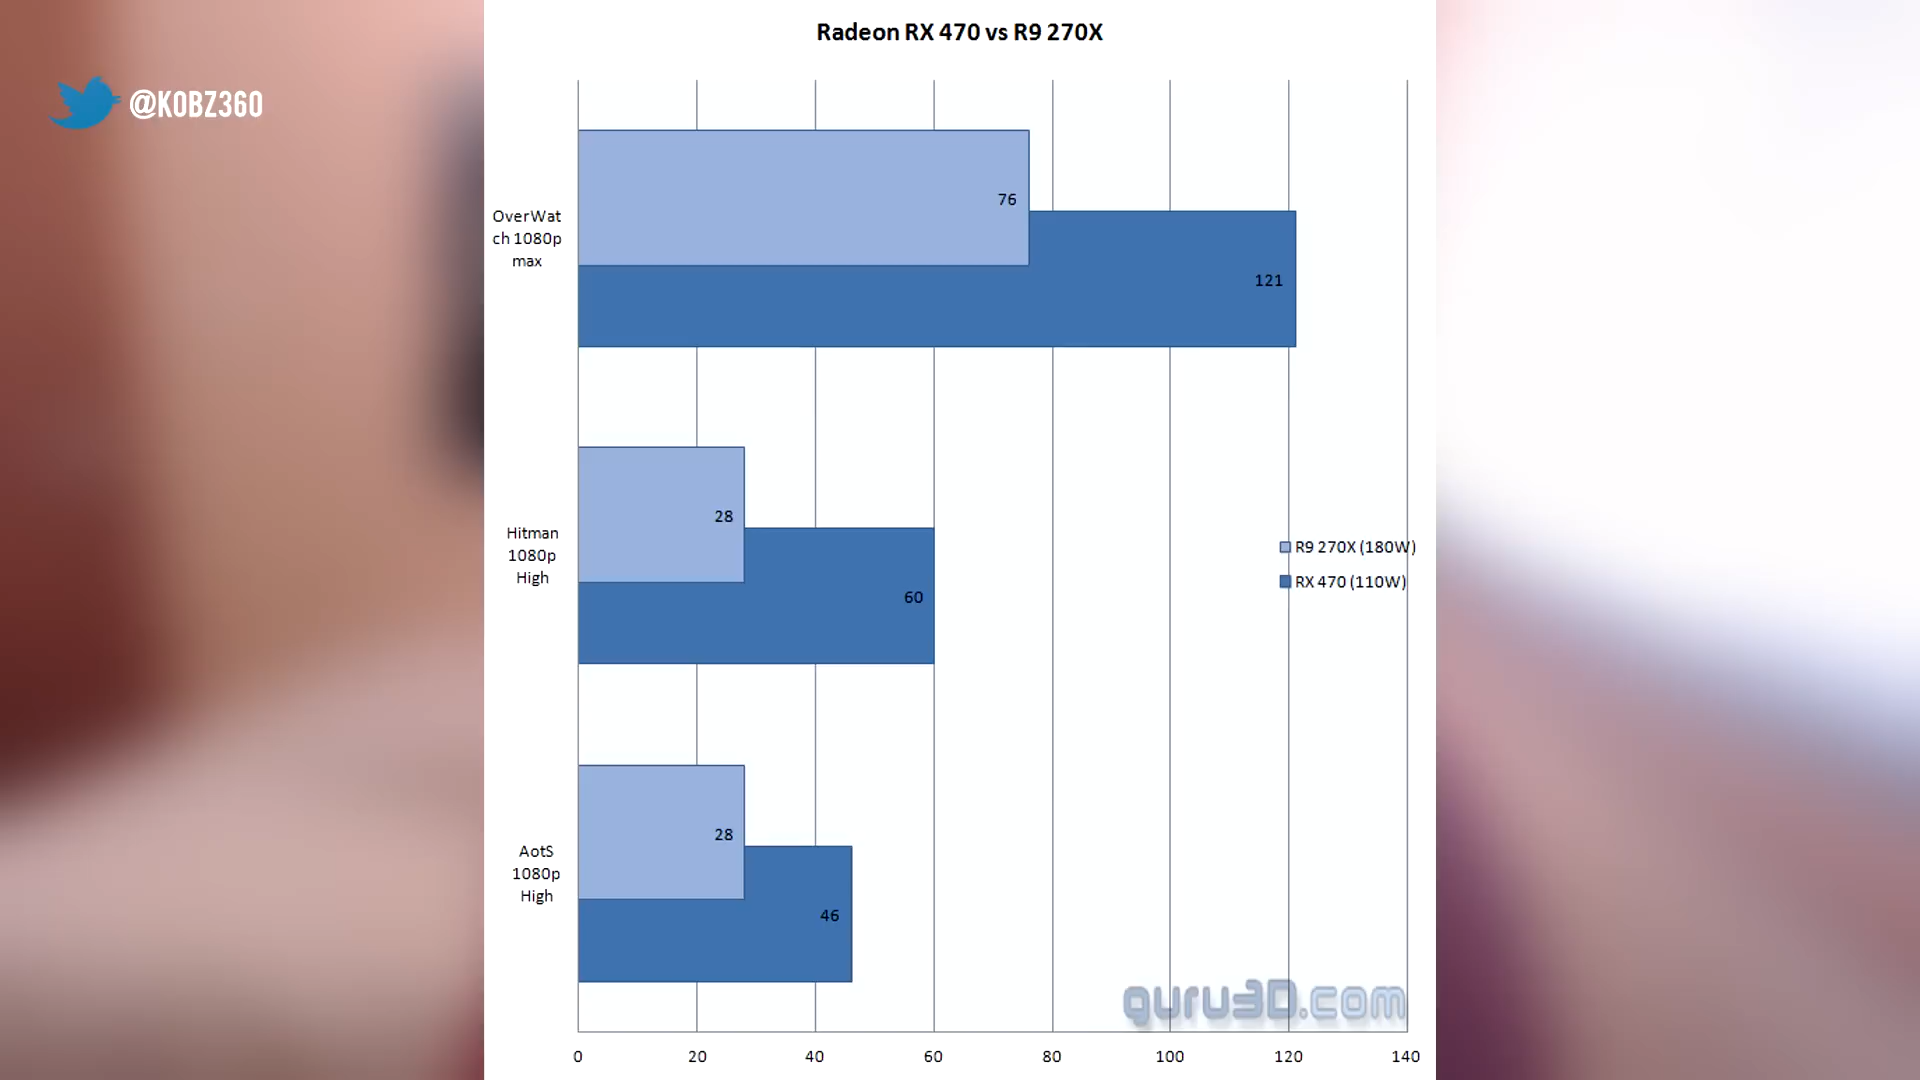 Radeon RX 470 vs R9 270X
@KOBZ360
76
OverWat
ch 1080p
max
121
28
Hitman
1080p
High
60
R9 270X (180W)
RX 470 (110W)
28
AotS
1080p
High
46
guru3D.com
0 20 40 60 80 100 120 140